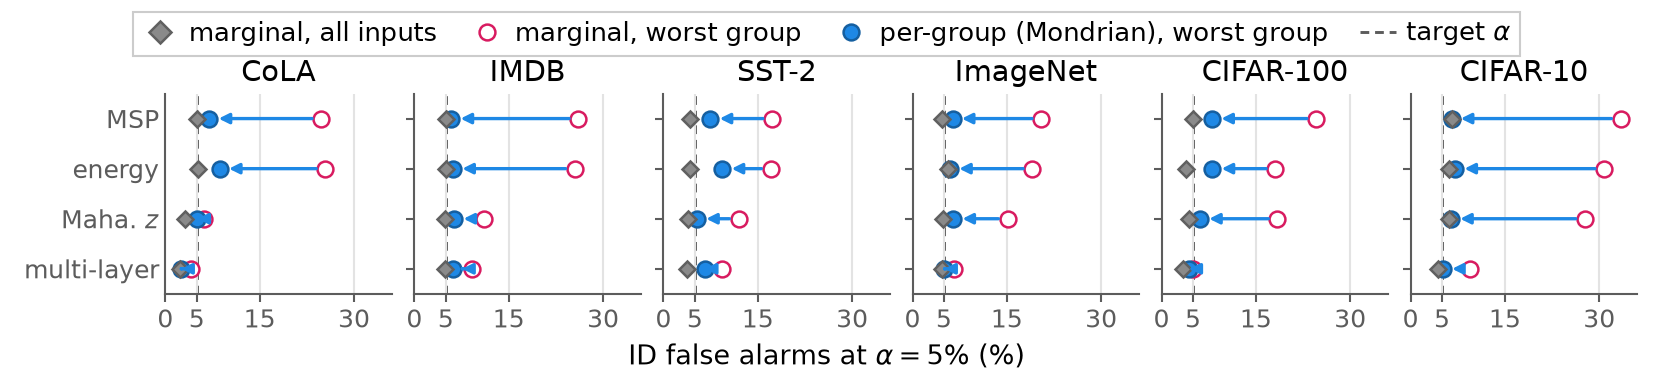 marginal, all inputs marginal, worst group per-group (Mondrian), worst group target α
CoLA IMDB SST-2 ImageNet CIFAR-100 CIFAR-10
MSP
energy
Maha. z
multi-layer
0 5 15 30 0 5 15 30 0 5 15 30 0 5 15 30 0 5 15 30 0 5 15 30
ID false alarms at α = 5% (%)